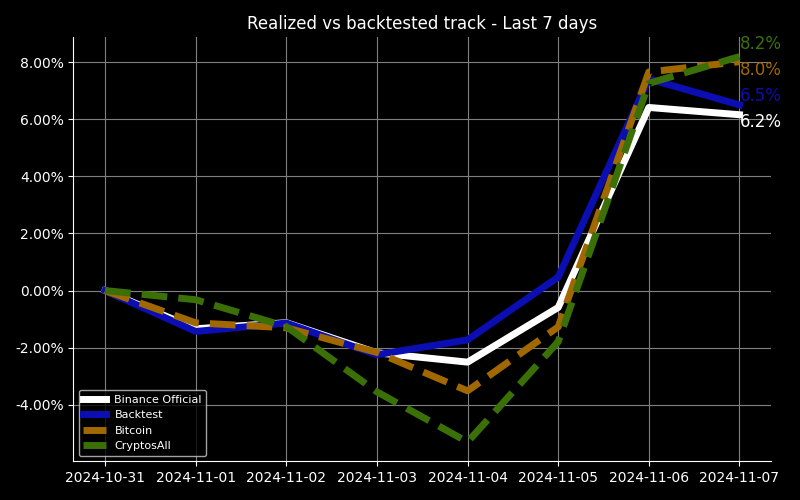 Realized vs backtested track - Last 7 days
8.2%
8.00%
8.0%
6.5%
6.00%
6.2%
4.00%
2.00%
0.00%
-2.00%
-4.00%
Binance Official
Backtest
Bitcoin
CryptosAll
2024-10-31 2024-11-01 2024-11-02 2024-11-03 2024-11-04 2024-11-05 2024-11-06 2024-11-07